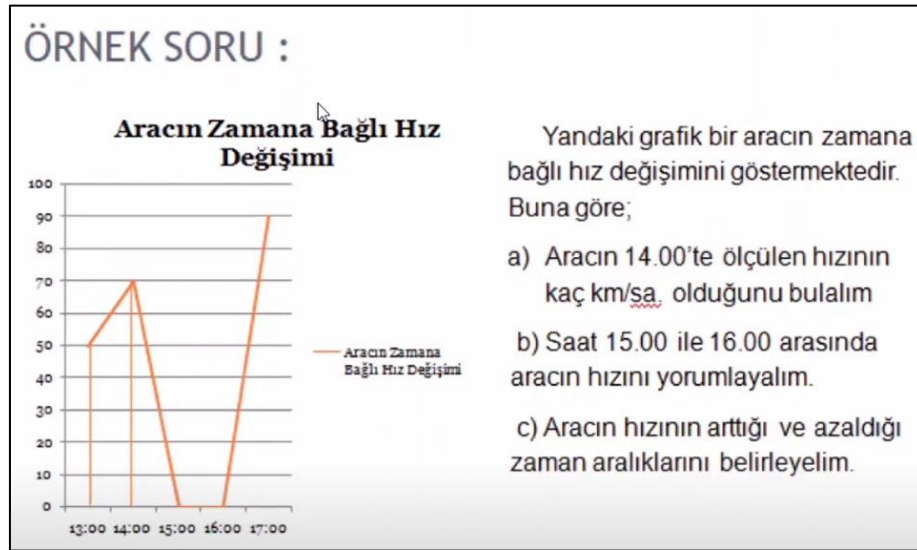 ÖRNEK SORU :
Aracın Zamana Bağlı Hız
Değişimi
100
90
80
70
60
50
40
30
20
10
0
13:00 14:00 15:00 16:00 17:00
Aracın Zamana
Bağlı Hız Değişimi
Yandaki grafik bir aracın zamana
bağlı hız değişimini göstermektedir.
Buna göre;
a) Aracın 14.00'te ölçülen hızının
kaç km/sa. olduğunu bulalım
b) Saat 15.00 ile 16.00 arasında
aracın hızını yorumlayalım.
c) Aracın hızının arttığı ve azaldığı
zaman aralıklarını belirleyelim.